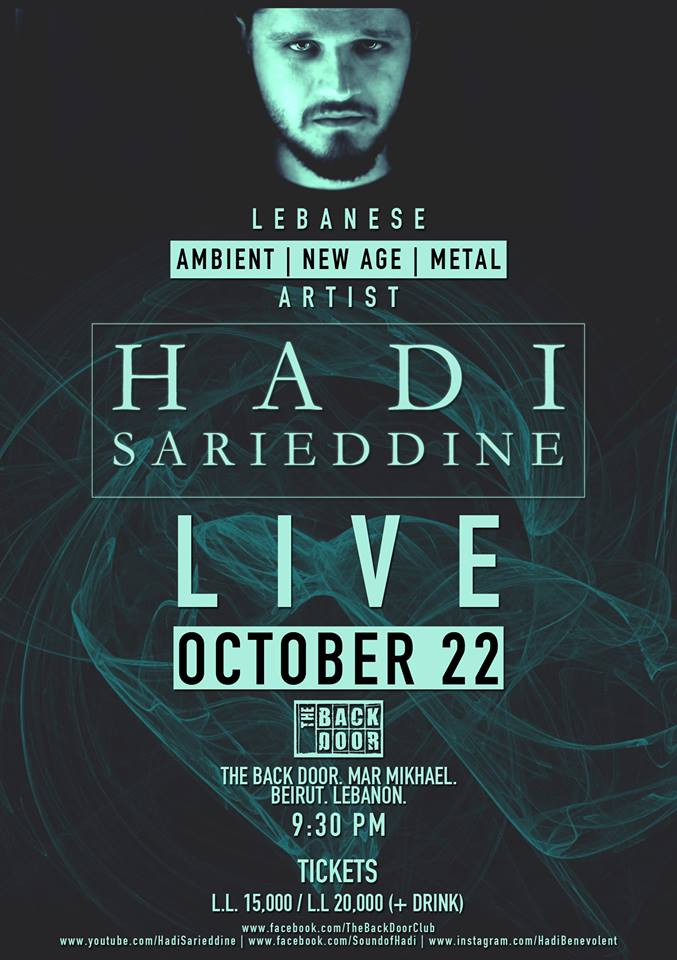 LEBANESE
AMBIENT | NEW AGE | METAL
ARTIST
HADI
SARIEDDINE
LIVE
OCTOBER 22
THE BACK
DOOR
THE BACK DOOR. MAR MIKHAEL.
BEIRUT. LEBANON.
9:30 PM
TICKETS
L.L. 15,000 / L.L 20,000 (+ DRINK)
www.facebook.com/TheBackDoorClub
www.youtube.com/HadiSarieddine | www.facebook.com/SoundofHadi | www.instagram.com/HadiBenevolent